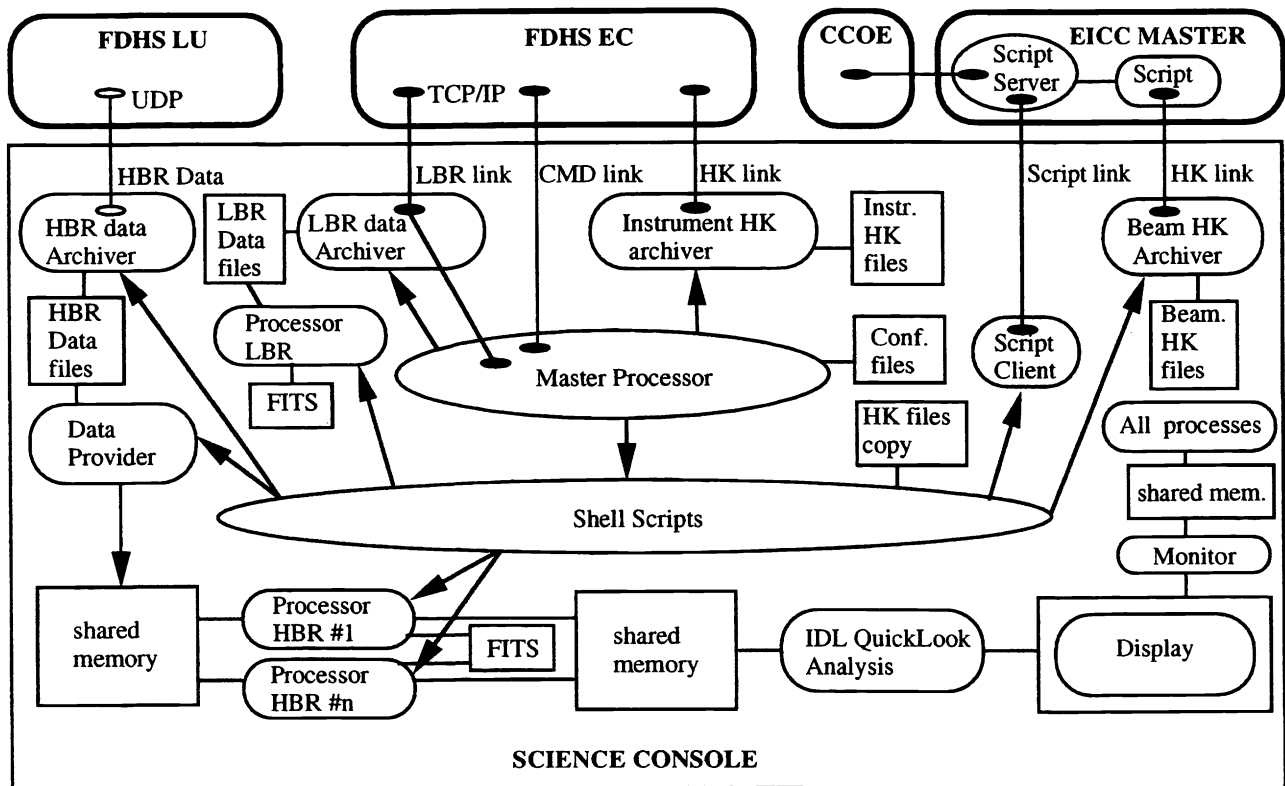 FDHS LU
FDHS EC
CCOE
EICC MASTER
UDP
TCP/IP
Script
Server
Script
HBR Data
LBR link
CMD link
HK link
Script link
HK link
HBR data
Archiver
LBR
Data
files
LBR data
Archiver
Instrument HK
archiver
Instr.
HK
files
Beam HK
Archiver
HBR
Data
files
Processor
LBR
FITS
Master Processor
Conf.
files
Script
Client
Beam.
HK
files
Data
Provider
HK files
copy
All processes
Shell Scripts
shared mem.
Monitor
shared
memory
Processor
HBR #1
Processor
HBR #n
FITS
shared
memory
IDL QuickLook
Analysis
Display
SCIENCE CONSOLE